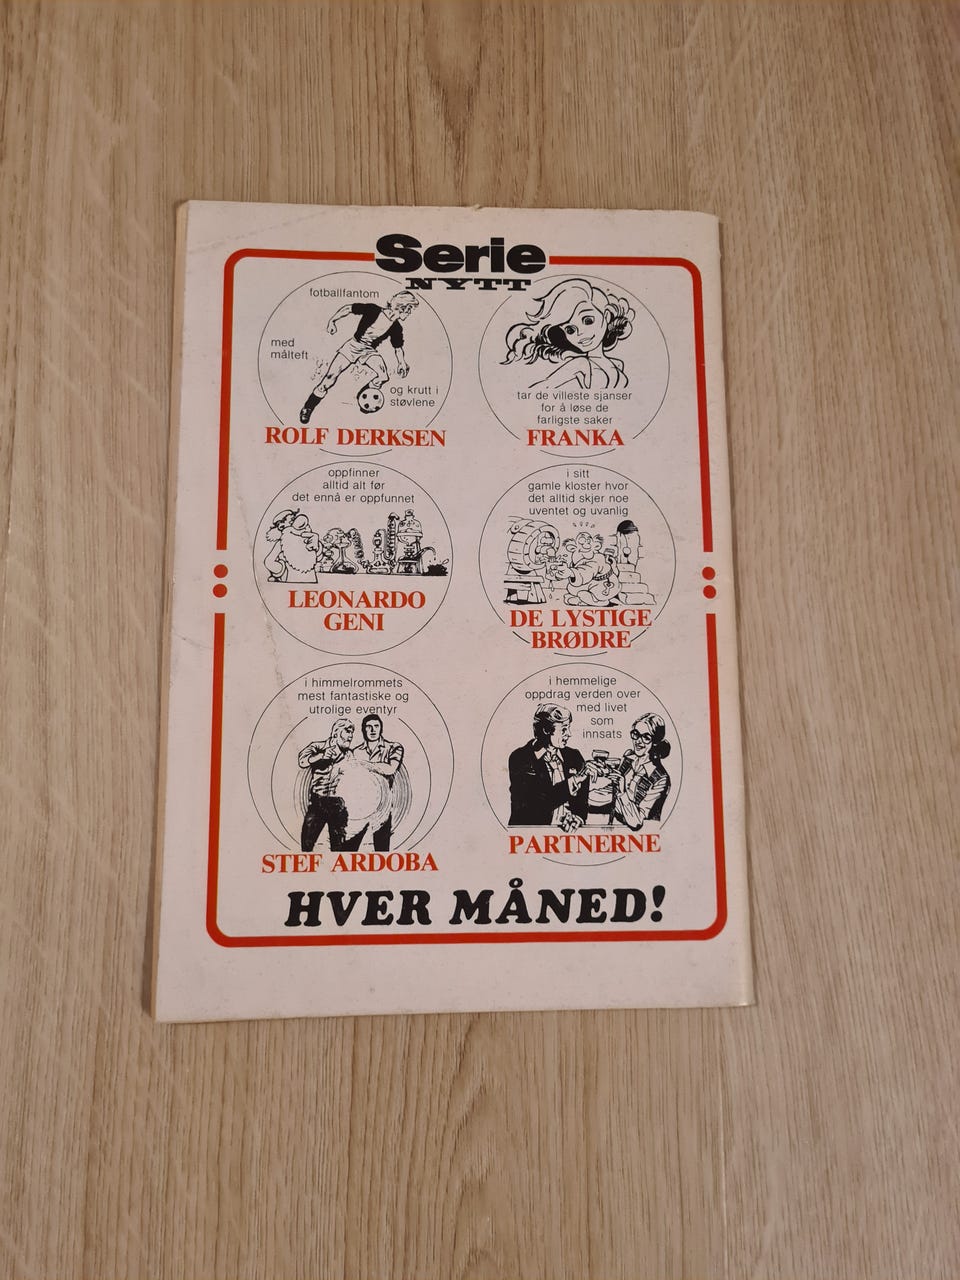 Serie
NYTT
fotballfantom
med
målteft
og krutt i
støvlene
ROLF DERKSEN
tar de villeste sjanser
for å løse de
farligste saker
FRANKA
oppfinner
alltid alt før
det ennå er oppfunnet
LEONARDO
GENI
i sitt
gamle kloster hvor
det alltid skjer noe
uventet og uvanlig
DE LYSTIGE
BRØDRE
i himmelrommets
mest fantastiske og
utrolige eventyr
STEF ARDOBA
i hemmelige
oppdrag verden over
med livet
som
innsats
PARTNERNE
HVER MÅNED!